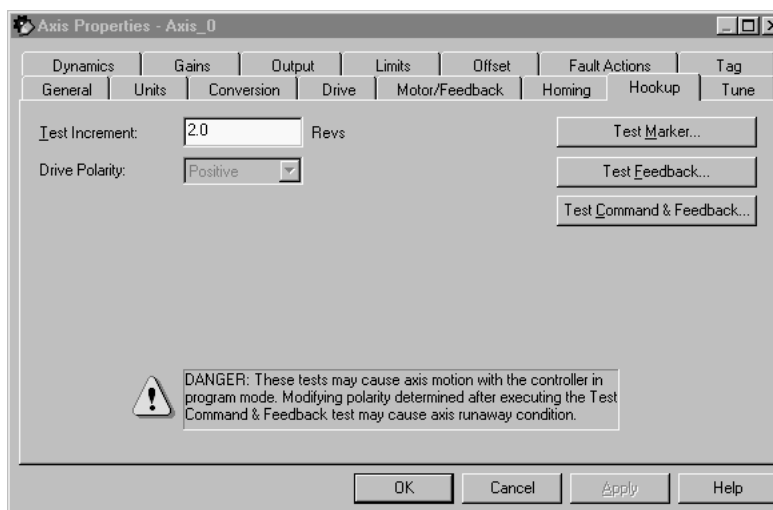 Axis Properties - Axis_0
Dynamics Gains Output Limits Offset Fault Actions Tag
General Units Conversion Drive Motor/Feedback Homing Hookup Tune
Test Increment: 2.0 Revs Test Marker...
Drive Polarity: Positive Test Feedback...
Test Command & Feedback...
DANGER: These tests may cause axis motion with the controller in
program mode. Modifying polarity determined after executing the Test
Command & Feedback test may cause axis runaway condition.
OK Cancel Apply Help